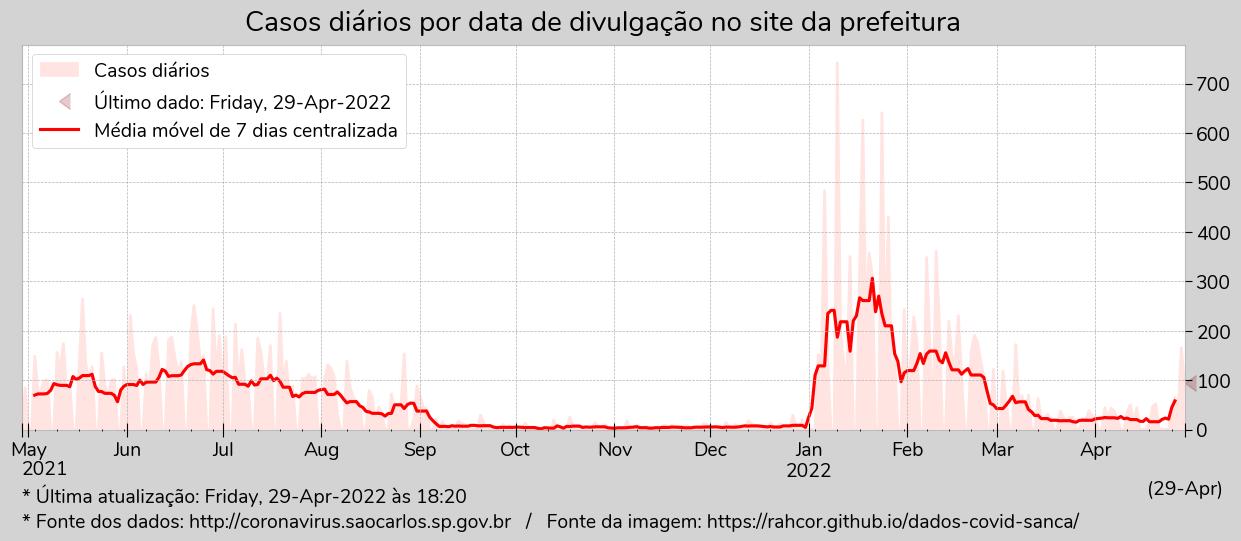 Casos diários por data de divulgação no site da prefeitura
Casos diários
Último dado: Friday, 29-Apr-2022
Média móvel de 7 dias centralizada
700
600
500
400
300
200
100
0
May Jun Jul Aug Sep Oct Nov Dec Jan Feb Mar Apr
2021 2022
(29-Apr)
* Última atualização: Friday, 29-Apr-2022 às 18:20
* Fonte dos dados: http://coronavirus.saocarlos.sp.gov.br / Fonte da imagem: https://rahcor.github.io/dados-covid-sanca/